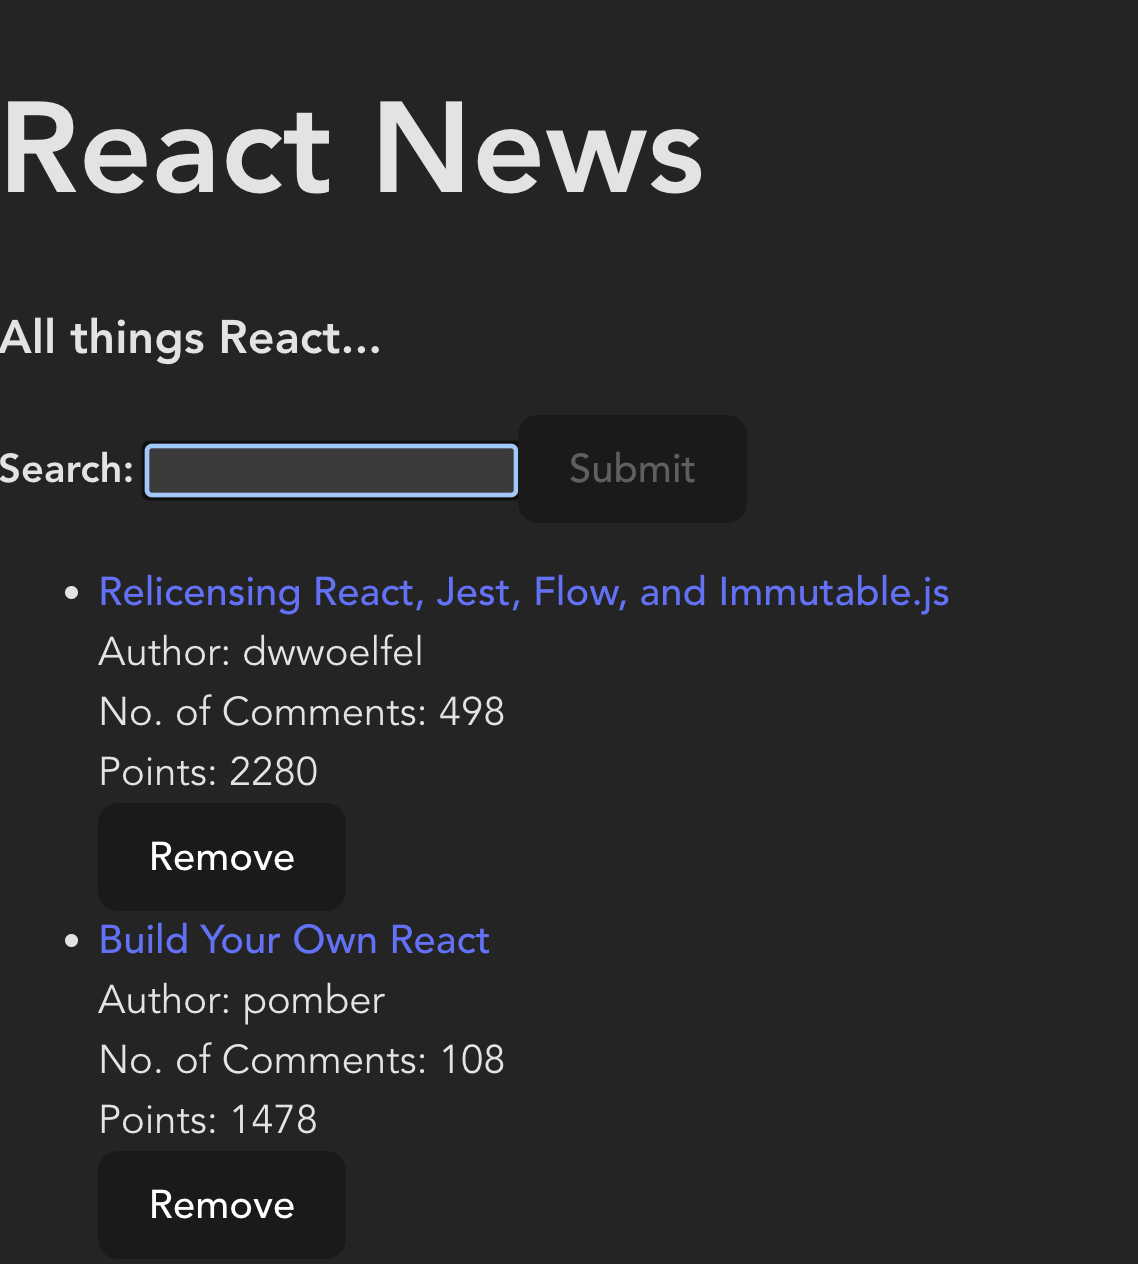 React News
All things React...
Search: Submit
Relicensing React, Jest, Flow, and Immutable.js
Author: dwwoelfel
No. of Comments: 498
Points: 2280
Remove
Build Your Own React
Author: pomber
No. of Comments: 108
Points: 1478
Remove